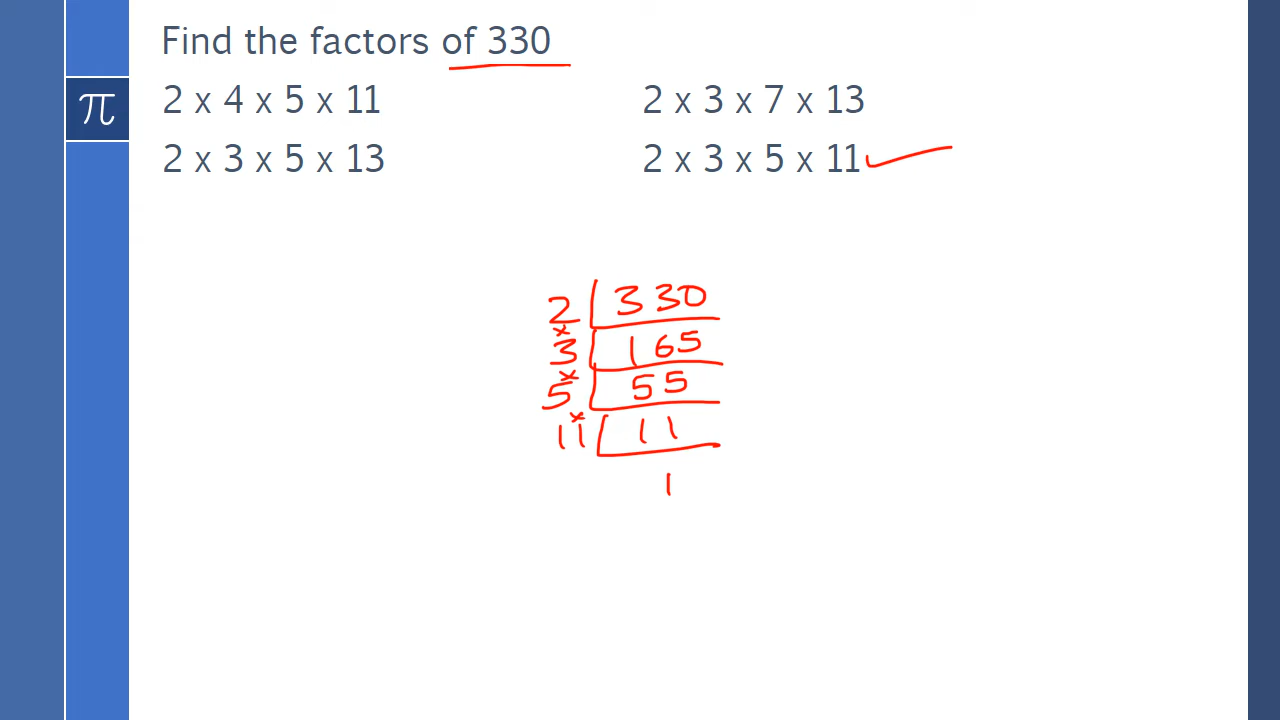 Find the factors of 330
2 x 4 x 5 x 11
2 x 3 x 7 x 13
2 x 3 x 5 x 13
2 x 3 x 5 x 11
π
2 330
x
3 165
x
5 55
x
11 11
1